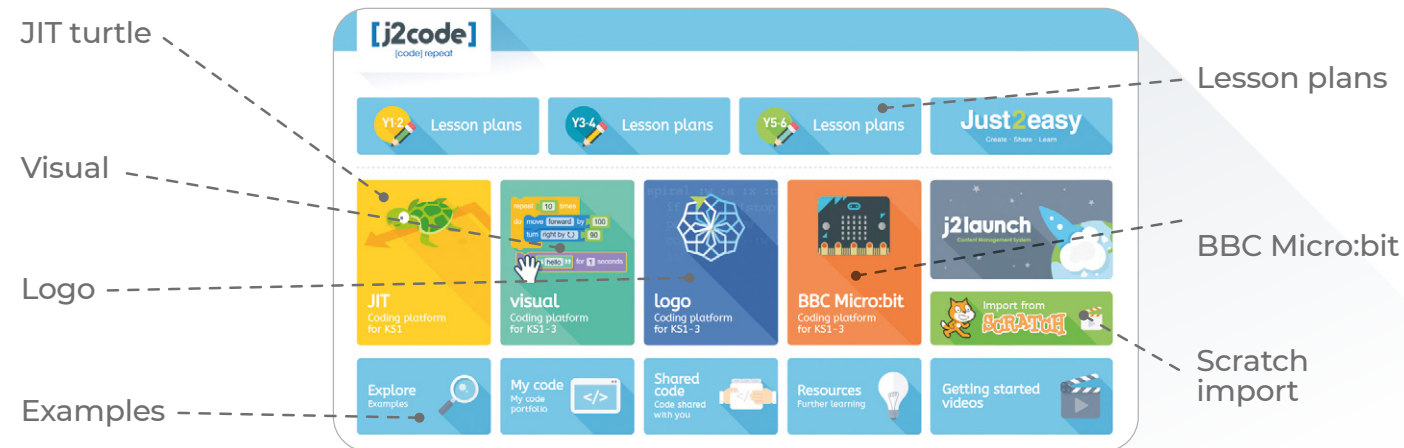 JIT turtle
Visual
Logo
Examples
[j2code]
[code] repeat
Y1-2 Lesson plans
Y3-4 Lesson plans
Y5-6 Lesson plans
Just2easy
Create · Share · Learn
repeat 10 times
do move forward by 100
turn right by 90
hello for 1 seconds
JIT
Coding platform
for KS1
visual
Coding platform
for KS1-3
logo
Coding platform
for KS1-3
BBC Micro:bit
Coding platform
for KS1-3
j2launch
Content Management System
Import from
SCRATCH
Explore
Examples
My code
My code
portfolio
</>
Shared
code
Code shared
with you
Resources
Further learning
Getting started
videos
Lesson plans
BBC Micro:bit
Scratch
import